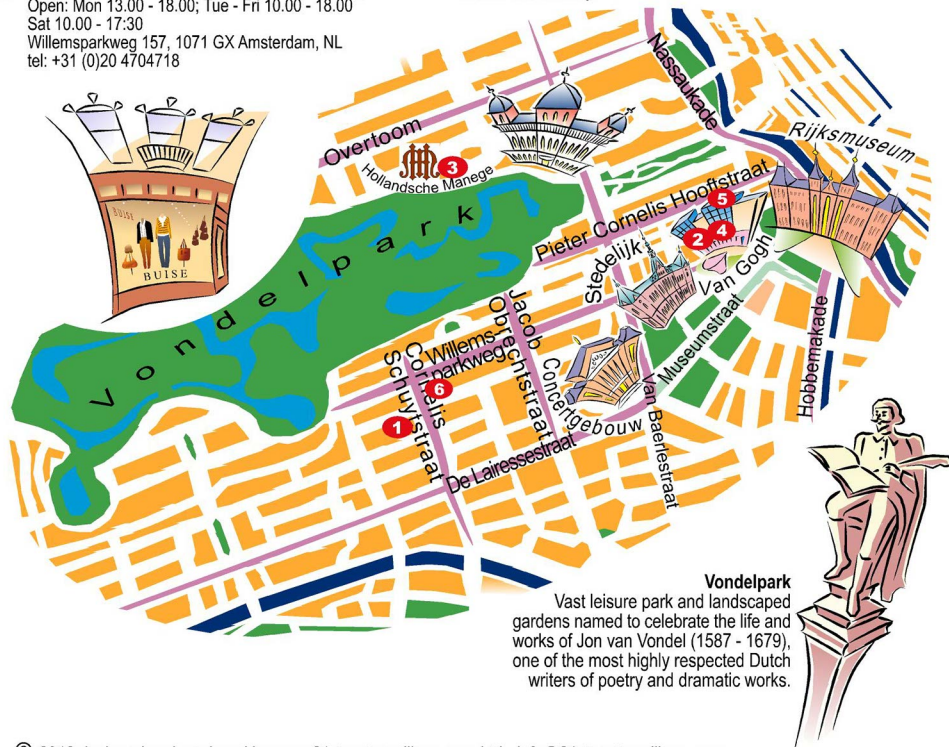 Open: Mon 13.00 - 18.00; Tue - Fri 10.00 - 18.00
Sat 10.00 - 17:30
Willemsparkweg 157, 1071 GX Amsterdam, NL
tel: +31 (0)20 4704718
Nassaukade
Rijksmuseum
Overtoom
Hollandsche Manege
3
Vondelpark
Pieter Cornelis Hooftstraat
5
2
4
Stedelijk
Van Gogh
Museumstraat
Hobbemakade
BUISE
BUISE
Jacob
Obrechtstraat
Willems-
parkweg
Cornelis
Schuytstraat
6
1
Concertgebouw
Van Baerlestraat
De Lairessestraat
Vondelpark
Vast leisure park and landscaped
gardens named to celebrate the life and
works of Jon van Vondel (1587 - 1679),
one of the most highly respected Dutch
writers of poetry and dramatic works.